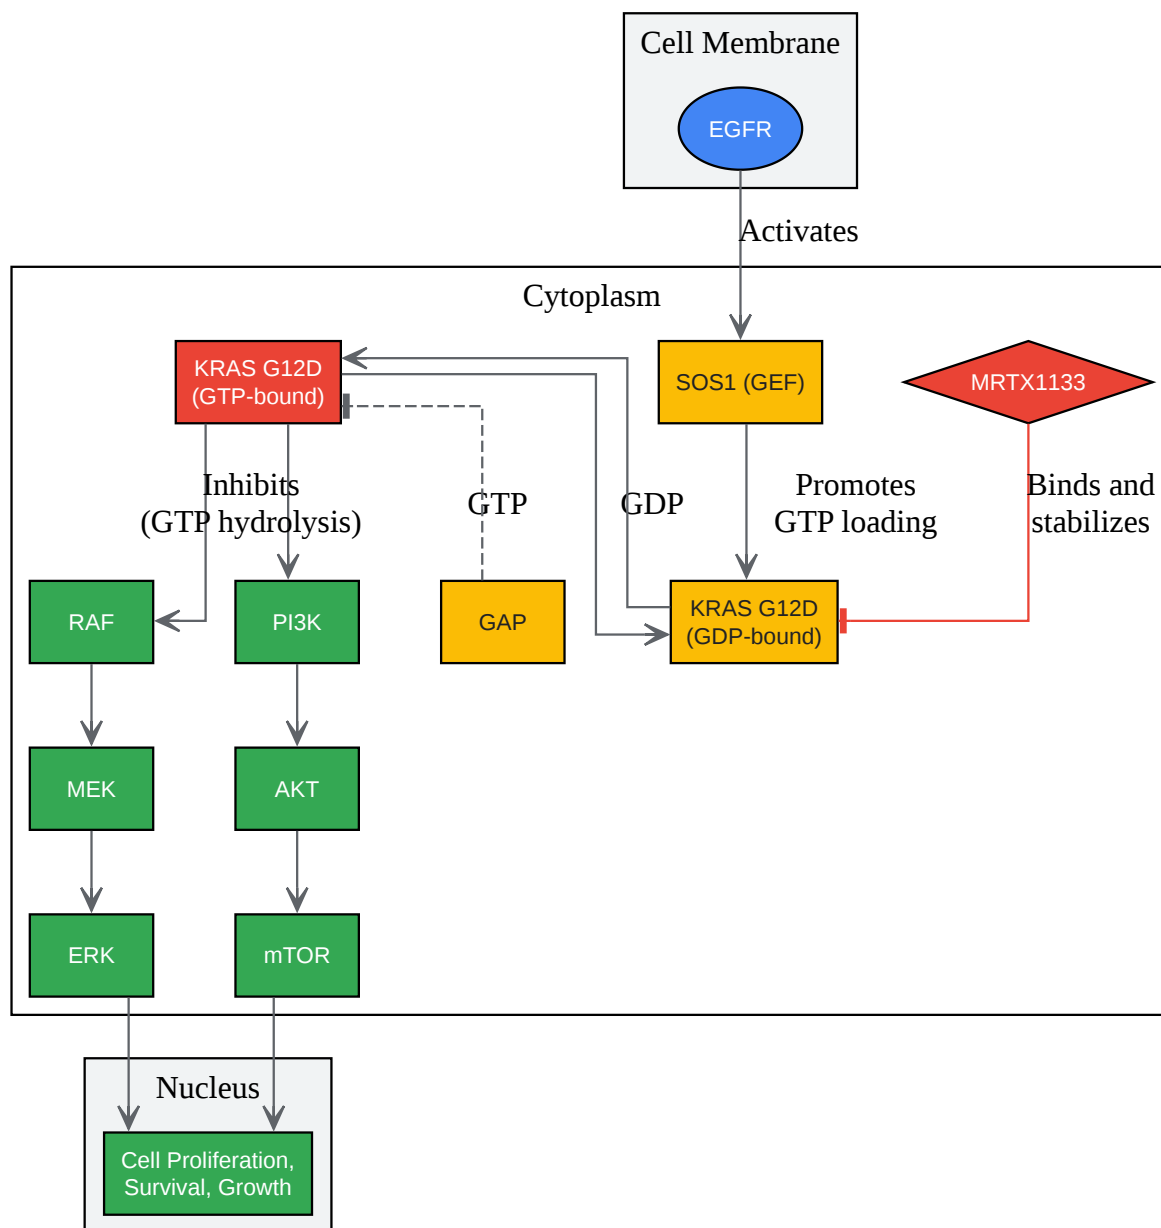 Cell Membrane
EGFR
Activates
Cytoplasm
KRAS G12D
(GTP-bound)
SOS1 (GEF)
MRTX1133
Inhibits
(GTP hydrolysis)
GTP
GDP
Promotes
GTP loading
Binds and
stabilizes
RAF
PI3K
GAP
KRAS G12D
(GDP-bound)
MEK
AKT
ERK
mTOR
Nucleus
Cell Proliferation,
Survival, Growth